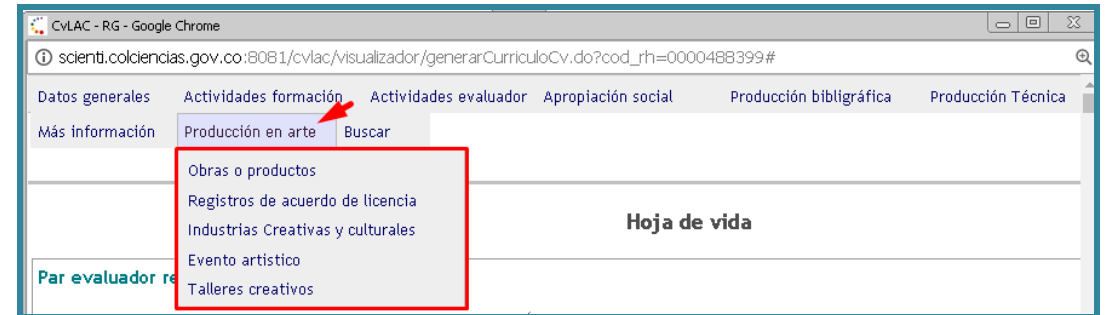 CvLAC - RG - Google Chrome
scienti.colciencias.gov.co:8081/cvlac/visualizador/generarCurriculoCv.do?cod_rh=0000488399#
Datos generales Actividades formación Actividades evaluador Apropiación social Producción bibligráfica Producción Técnica
Más información Producción en arte Buscar
Obras o productos
Registros de acuerdo de licencia
Industrias Creativas y culturales
Evento artistico
Talleres creativos
Hoja de vida
Par evaluador re